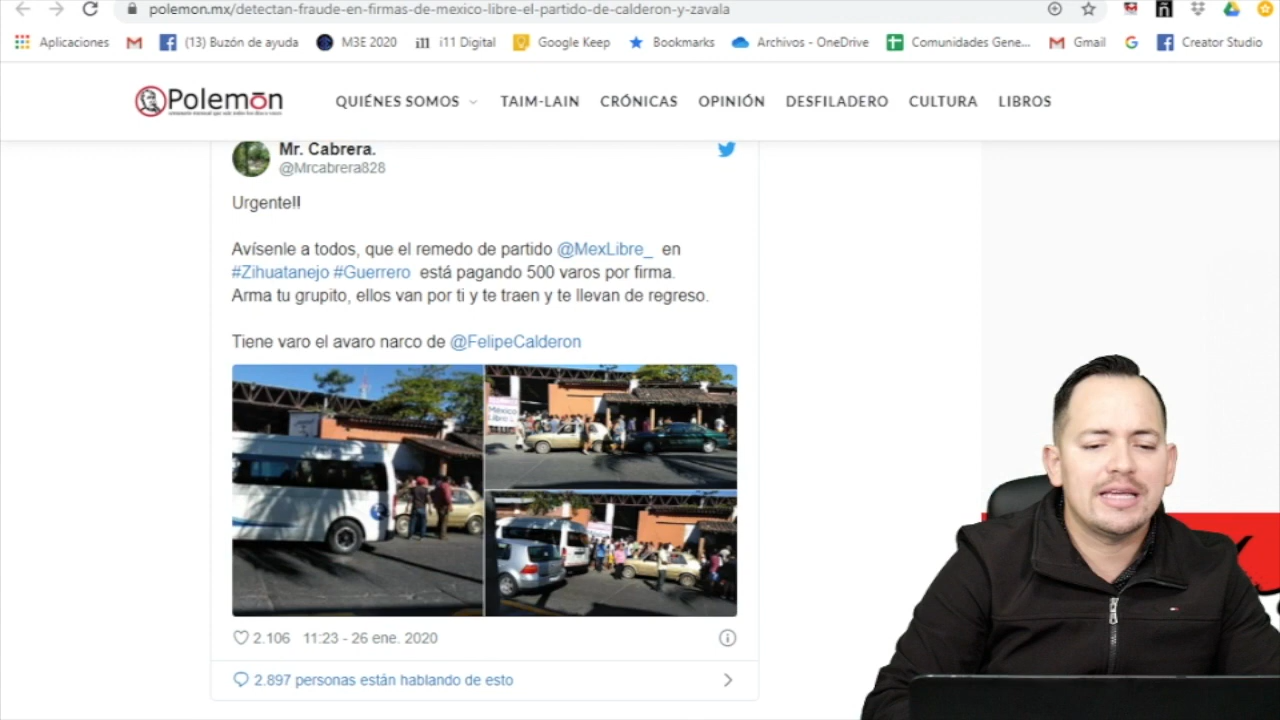 polemon.mx/detectan-fraude-en-firmas-de-mexico-libre-el-partido-de-calderon-y-zavala
Aplicaciones (13) Buzón de ayuda M3E 2020 i11 Digital Google Keep Bookmarks Archivos - OneDrive Comunidades Gene... Gmail Creator Studio
Polemōn QUIÉNES SOMOS TAIM-LAIN CRÓNICAS OPINIÓN DESFILADERO CULTURA LIBROS
Mr. Cabrera.
@Mrcabrera828
Urgente!!
Avísenle a todos, que el remedo de partido @MexLibre_ en
#Zihuatanejo #Guerrero está pagando 500 varos por firma.
Arma tu grupito, ellos van por ti y te traen y te llevan de regreso.
Tiene varo el avaro narco de @FelipeCalderon
México
Libre
2.106 11:23 - 26 ene. 2020
2.897 personas están hablando de esto